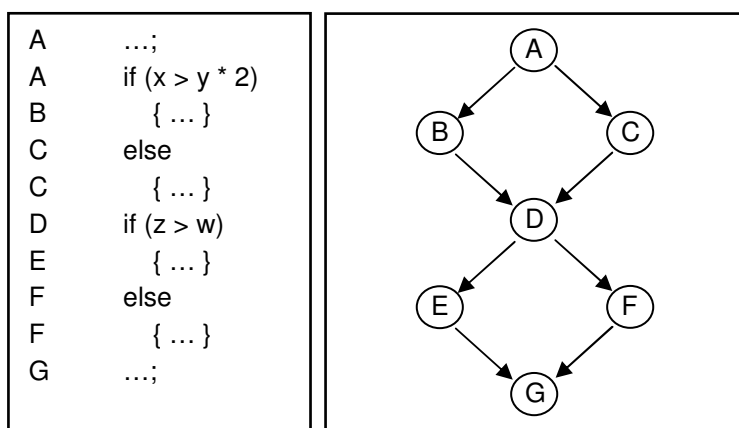 A …;
A if (x > y * 2)
B { … }
C else
C { … }
D if (z > w)
E { … }
F else
F { … }
G …;
A
B C
D
E F
G